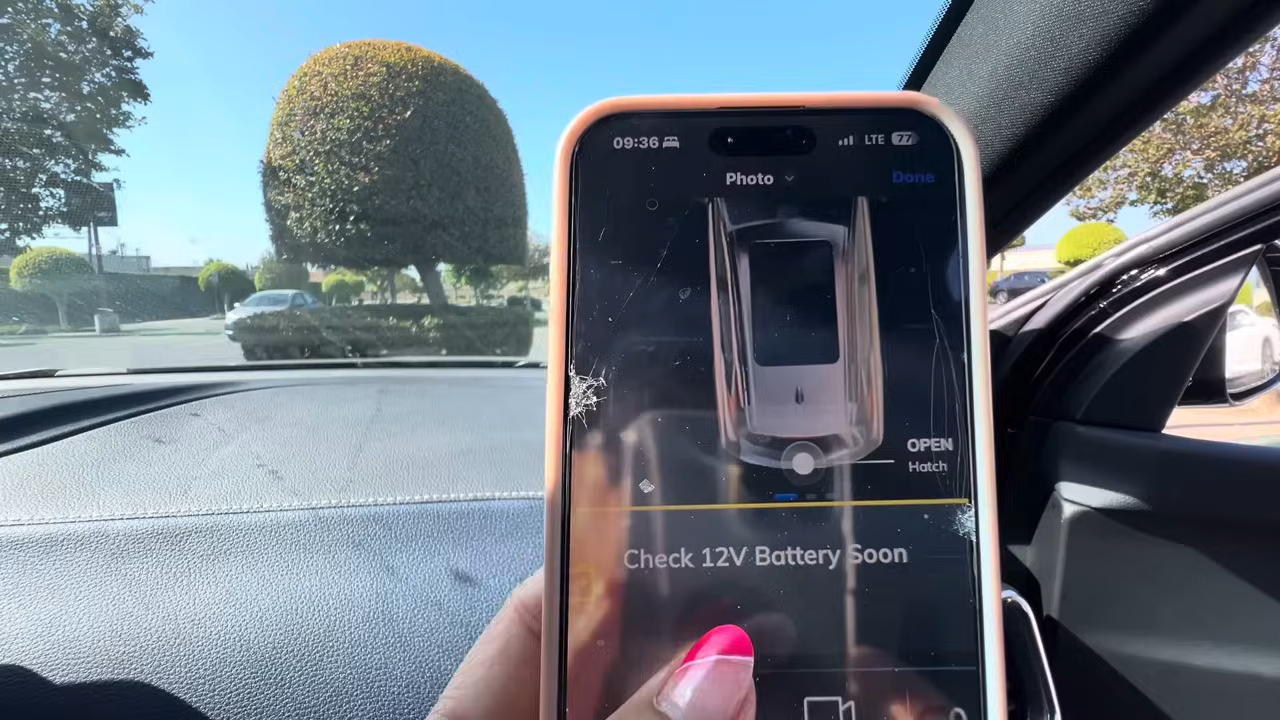 09:36
LTE 77
Photo
Done
OPEN
Hatch
Check 12V Battery Soon